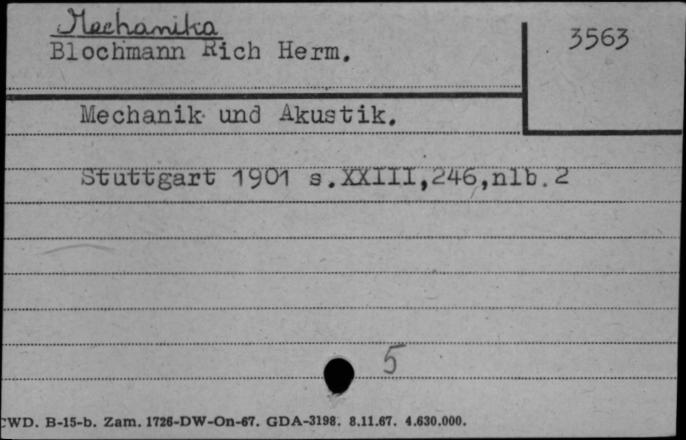 Mechanika
3563
Blochmann Rich Herm.
Mechanik und Akustik.
Stuttgart 1901 s.XXIII,246,nlb.2
5
CWD. B-15-b. Zam. 1726-DW-On-67. GDA-3198. 8.11.67. 4.630.000.